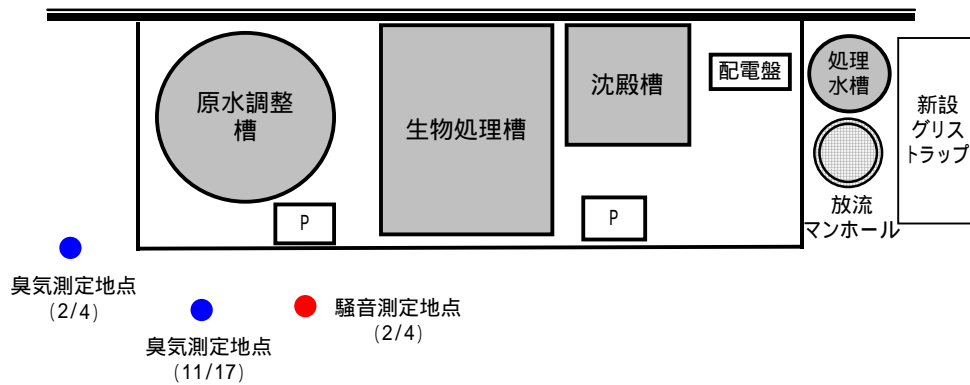 原水調整
槽
生物処理槽
沈殿槽
配電盤
処理
水槽
新設
グリス
トラップ
放流
マンホール
P
P
臭気測定地点
(2/4)
臭気測定地点
(11/17)
騒音測定地点
(2/4)